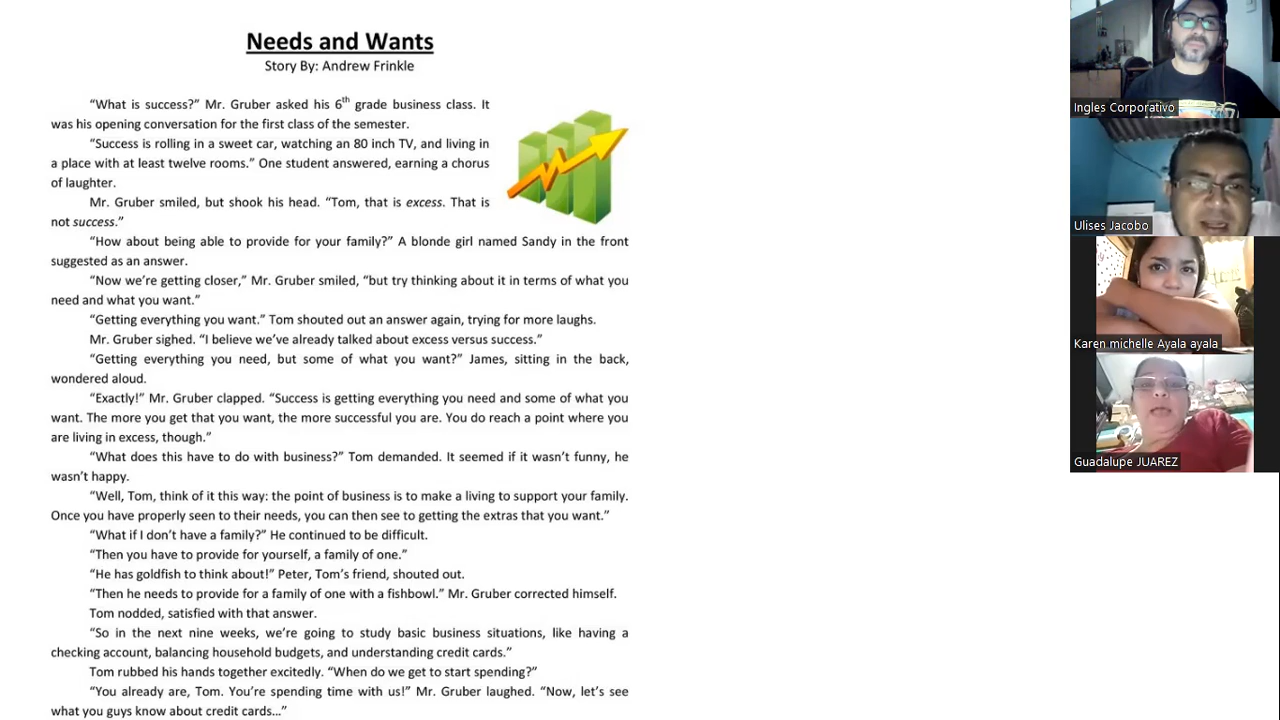 Needs and Wants
Story By: Andrew Frinkle
“What is success?” Mr. Gruber asked his 6th grade business class. It
was his opening conversation for the first class of the semester.
“Success is rolling in a sweet car, watching an 80 inch TV, and living in
a place with at least twelve rooms.” One student answered, earning a chorus
of laughter.
Mr. Gruber smiled, but shook his head. “Tom, that is excess. That is
not success.”
“How about being able to provide for your family?” A blonde girl named Sandy in the front
suggested as an answer.
“Now we’re getting closer,” Mr. Gruber smiled, “but try thinking about it in terms of what you
need and what you want.”
“Getting everything you want.” Tom shouted out an answer again, trying for more laughs.
Mr. Gruber sighed. “I believe we’ve already talked about excess versus success.”
“Getting everything you need, but some of what you want?” James, sitting in the back,
wondered aloud.
“Exactly!” Mr. Gruber clapped. “Success is getting everything you need and some of what you
want. The more you get that you want, the more successful you are. You do reach a point where you
are living in excess, though.”
“What does this have to do with business?” Tom demanded. It seemed if it wasn’t funny, he
wasn’t happy.
“Well, Tom, think of it this way: the point of business is to make a living to support your family.
Once you have properly seen to their needs, you can then see to getting the extras that you want.”
“What if I don’t have a family?” He continued to be difficult.
“Then you have to provide for yourself, a family of one.”
“He has goldfish to think about!” Peter, Tom’s friend, shouted out.
“Then he needs to provide for a family of one with a fishbowl.” Mr. Gruber corrected himself.
Tom nodded, satisfied with that answer.
“So in the next nine weeks, we’re going to study basic business situations, like having a
checking account, balancing household budgets, and understanding credit cards.”
Tom rubbed his hands together excitedly. “When do we get to start spending?”
“You already are, Tom. You’re spending time with us!” Mr. Gruber laughed. “Now, let’s see
what you guys know about credit cards…”
Ingles Corporativo
Ulises Jacobo
Karen michelle Ayala ayala
Guadalupe JUAREZ